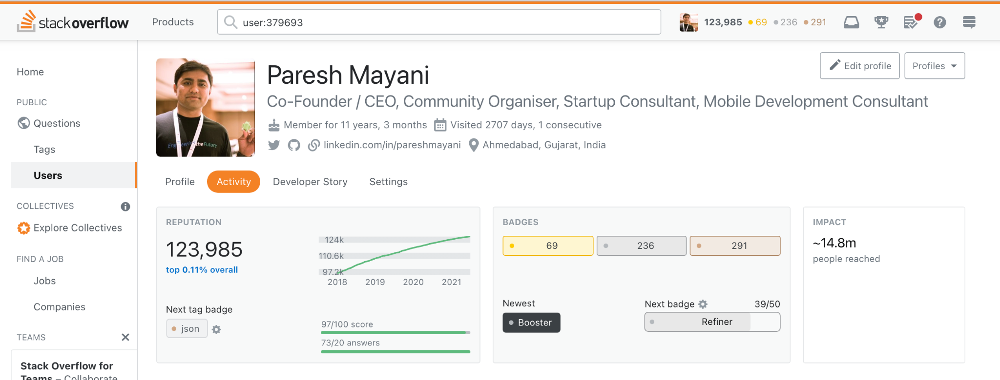 stackoverflow
Products
user:379693
123,985 69 236 291
Home
PUBLIC
Questions
Tags
Users
COLLECTIVES
Explore Collectives
FIND A JOB
Jobs
Companies
TEAMS
Stack Overflow for
Teams – Collaborate
Edit profile
Profiles
Paresh Mayani
Co-Founder / CEO, Community Organiser, Startup Consultant, Mobile Development Consultant
Member for 11 years, 3 months Visited 2707 days, 1 consecutive
linkedin.com/in/pareshmayani Ahmedabad, Gujarat, India
Engineering the Future
Profile Activity Developer Story Settings
REPUTATION
123,985
top 0.11% overall
124k
110.6k
97.2k
2018 2019 2020 2021
Next tag badge
json
97/100 score
73/20 answers
BADGES
69 236 291
Newest
Booster
Next badge 39/50
Refiner
IMPACT
~14.8m
people reached